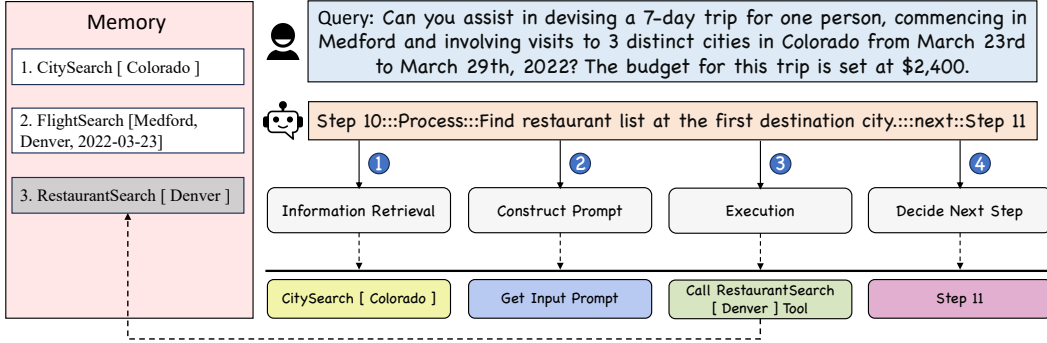 Memory
1. CitySearch [ Colorado ]
2. FlightSearch [Medford,
Denver, 2022-03-23]
3. RestaurantSearch [ Denver ]
Query: Can you assist in devising a 7-day trip for one person, commencing in
Medford and involving visits to 3 distinct cities in Colorado from March 23rd
to March 29th, 2022? The budget for this trip is set at $2,400.
Step 10:::Process:::Find restaurant list at the first destination city.:::next::Step 11
1
2
3
4
Information Retrieval
Construct Prompt
Execution
Decide Next Step
CitySearch [ Colorado ]
Get Input Prompt
Call RestaurantSearch
[ Denver ] Tool
Step 11